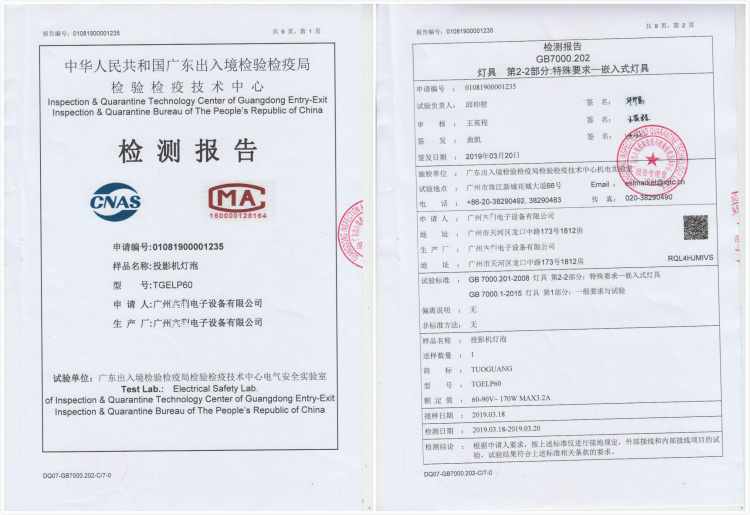 报告编号: 01081900001235
共 9 页, 第 1 页
中华人民共和国广东出入境检验检疫局
检验检疫技术中心
Inspection & Quarantine Technology Center of Guangdong Entry-Exit
Inspection & Quarantine Bureau of The People's Republic of China
检测报告
CNAS
MA
150000128184
申请编号:01081900001235
样品名称:投影机灯泡
型 号:TGELP60
申 请 人:广州 电子设备有限公司
生 产 厂:广州 电子设备有限公司
试验单位: 广东出入境检验检疫局检验检疫技术中心电气安全实验室
Test Lab.: Electrical Safety Lab.
of Inspection & Quarantine Technology Center of Guangdong Entry-Exit
Inspection & Quarantine Bureau of The People's Republic of China
DQ07-GB7000.202-C/7-0
报告编号: 01081900001235
共 9 页, 第 2 页
检测报告
GB7000.202
灯具 第2-2部分:特殊要求—嵌入式灯具
申请编号 : 01081900001235
试验负责人: 邱仰慰 签 名:
审 核 : 王英程 签 名:
签 发 : 曲凯 签 名:
签发日期 : 2019年03月20日
施检单位 : 广东出入境检验检疫局检验检疫技术中心机电实验室
试验地点 : 广州市珠江新城花城大道66号 Email : eslmarket@iqtc.cn
电 话 : +86-20-38290492, 38290483 传 真: 020-38290490
报告专用章
申 请 人 : 广州 电子设备有限公司
地 址 : 广州市天河区龙口中路173号1812房
生 产 厂 : 广州 电子设备有限公司
地 址 : 广州市天河区龙口中路173号1812房
RQL4HJMIVS
试验标准 : GB 7000.201-2008 灯具 第2-2部分: 特殊要求—嵌入式灯具
GB 7000.1-2015 灯具 第1部分: 一般要求与试验
偏离说明 : 无
非标准方法: 无
样品名称 : 投影机灯泡
送样数量 : 1
商 标 : TUOGUANG
型 号 : TGELP60
额 定 值 : 60-90V~ 170W MAX3.2A
接样日期 : 2019.03.18
检测日期 : 2019.03.18-2019.03.20
检测结论 : 根据申请人要求, 按上述标准仅进行接地规定, 外部接线和内部接线项目的试
验, 试验结果符合上述标准相关条款的要求。
DQ07-GB7000.202-C/7-0